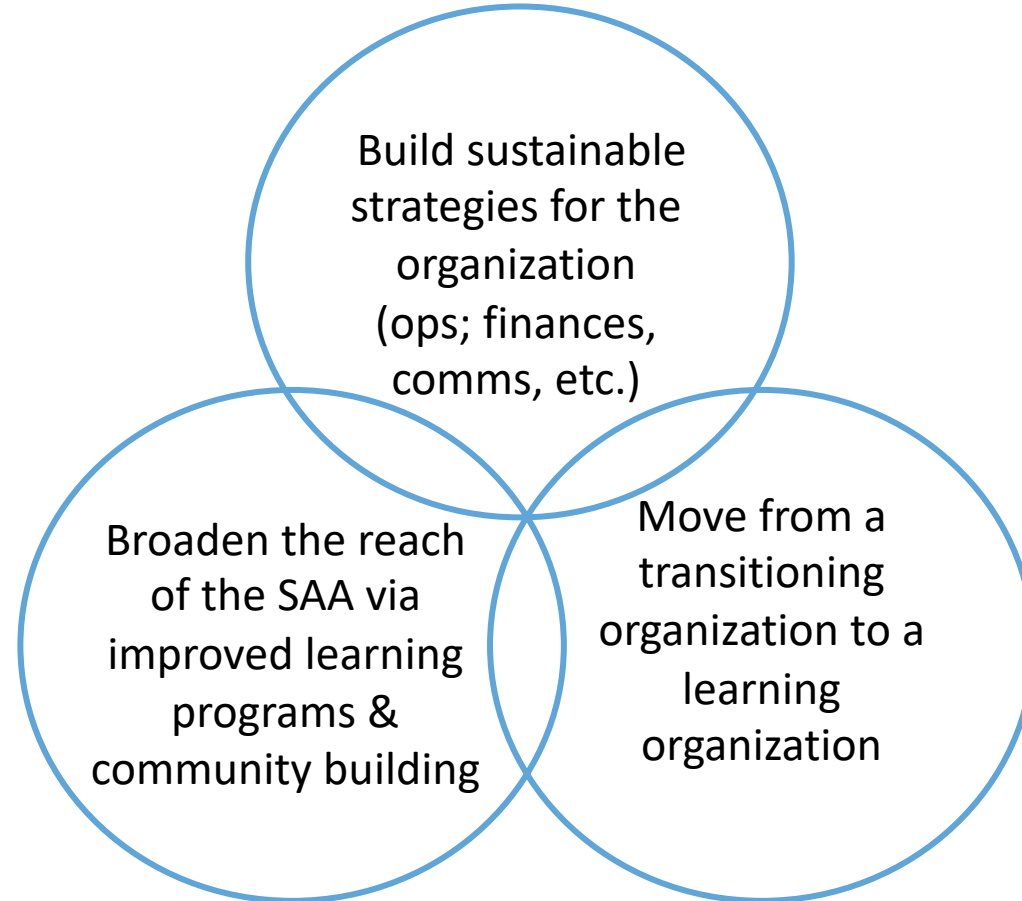 Build sustainable
strategies for the
organization
(ops; finances,
comms, etc.)
Broaden the reach
of the SAA via
improved learning
programs &
community building
Move from a
transitioning
organization to a
learning
organization